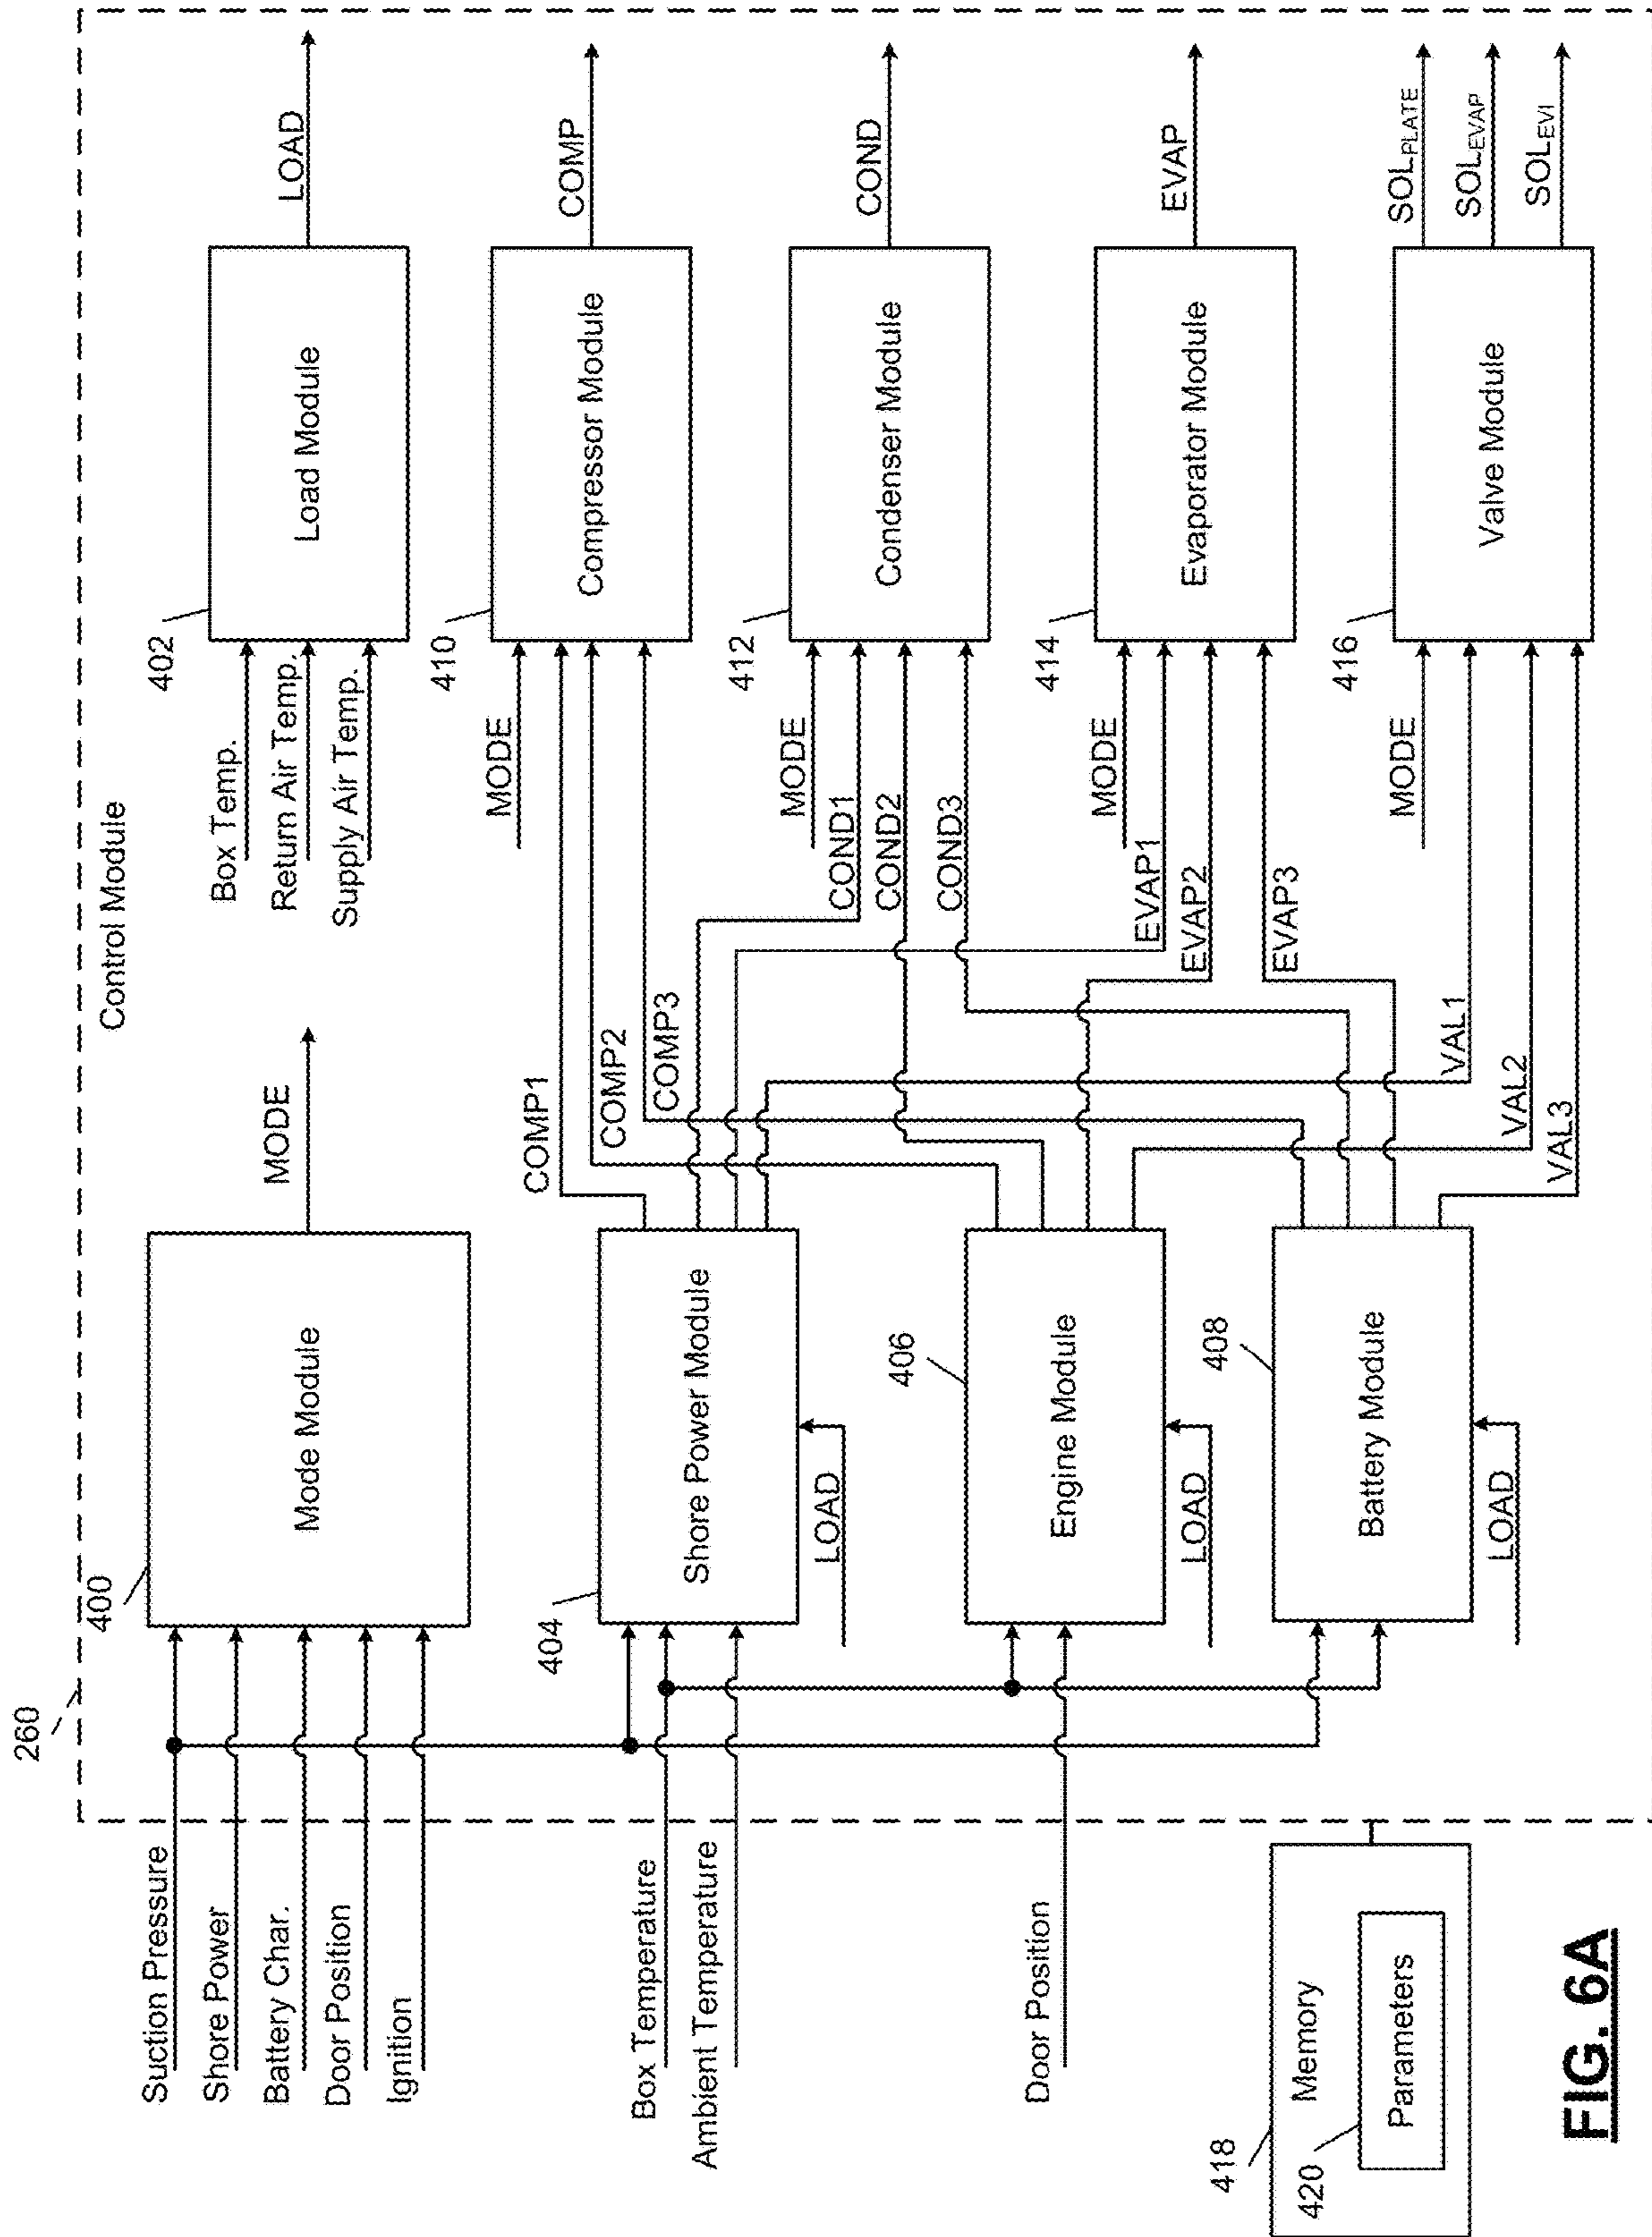 Control Module
260
Suction Pressure
Shore Power
Battery Char.
Door Position
Ignition
400
Mode Module
MODE
Box Temp.
Return Air Temp.
Supply Air Temp.
402
Load Module
LOAD
Box Temperature
Ambient Temperature
404
Shore Power Module
LOAD
COMP1
COMP2
COMP3
MODE
410
Compressor Module
COMP
MODE
COND1
COND2
COND3
412
Condenser Module
COND
Door Position
406
Engine Module
LOAD
MODE
EVAP1
EVAP2
EVAP3
414
Evaporator Module
EVAP
408
Battery Module
LOAD
MODE
VAL1
VAL2
VAL3
416
Valve Module
SOLPLATE
SOLEVAP
SOLEVI
418
Memory
420
Parameters
FIG. 6A